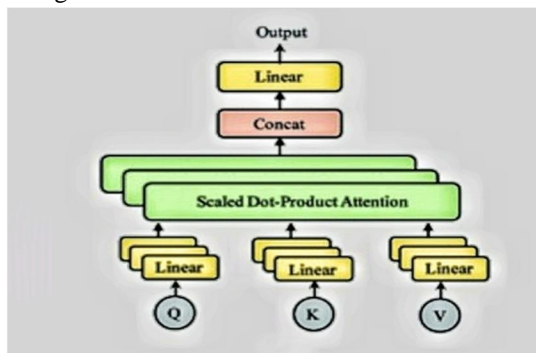 Output
Linear
Concat
Scaled Dot-Product Attention
Linear Linear Linear
Q K V